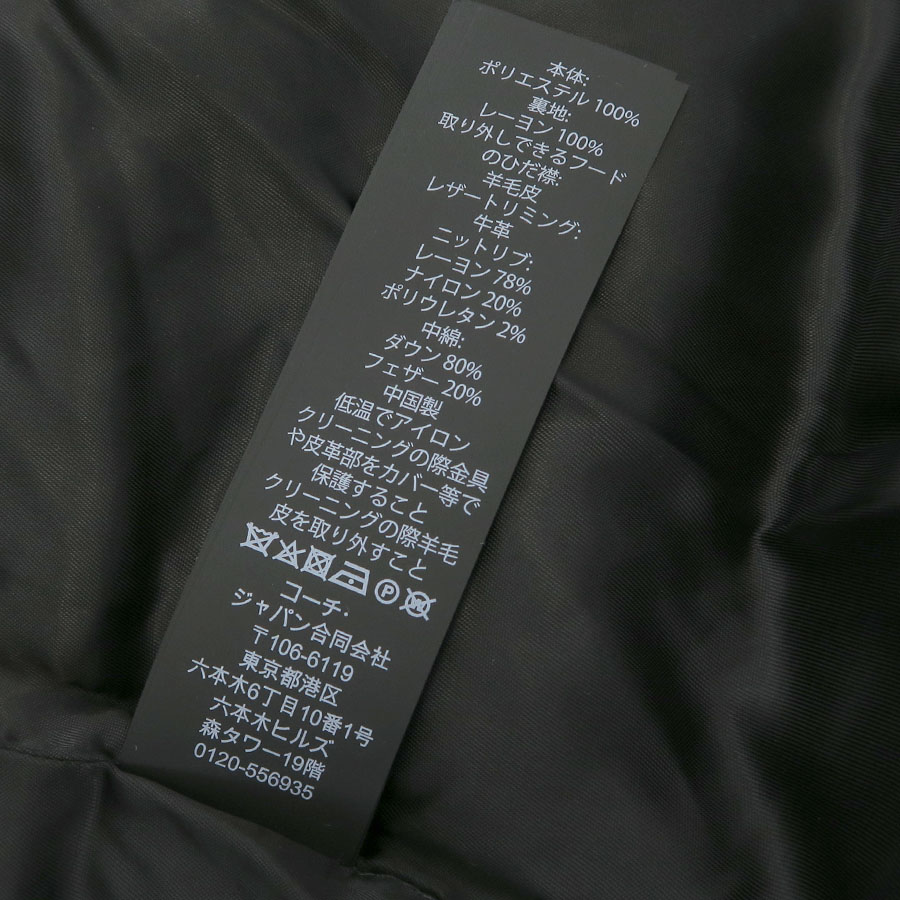 本体:
ポリエステル 100%
裏地:
レーヨン 100%
取り外しできるフード
のひだ襟:
羊毛皮
レザートリミング:
牛革
ニットリブ:
レーヨン 78%
ナイロン 20%
ポリウレタン 2%
中綿:
ダウン 80%
フェザー 20%
中国製
低温でアイロン
クリーニングの際金具
や皮革部をカバー等で
保護すること
クリーニングの際羊毛
皮を取り外すこと
P W
コーチ・
ジャパン合同会社
〒106-6119
東京都港区
六本木6丁目10番1号
六本木ヒルズ
森タワー19階
0120-556935